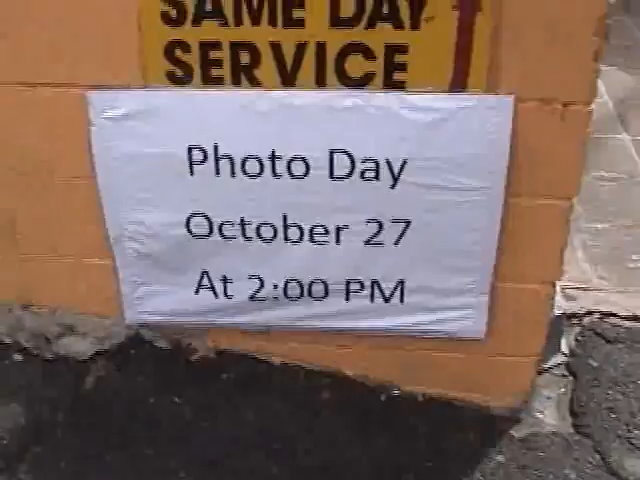 SAME DAY
SERVICE
Photo Day
October 27
At 2:00 PM